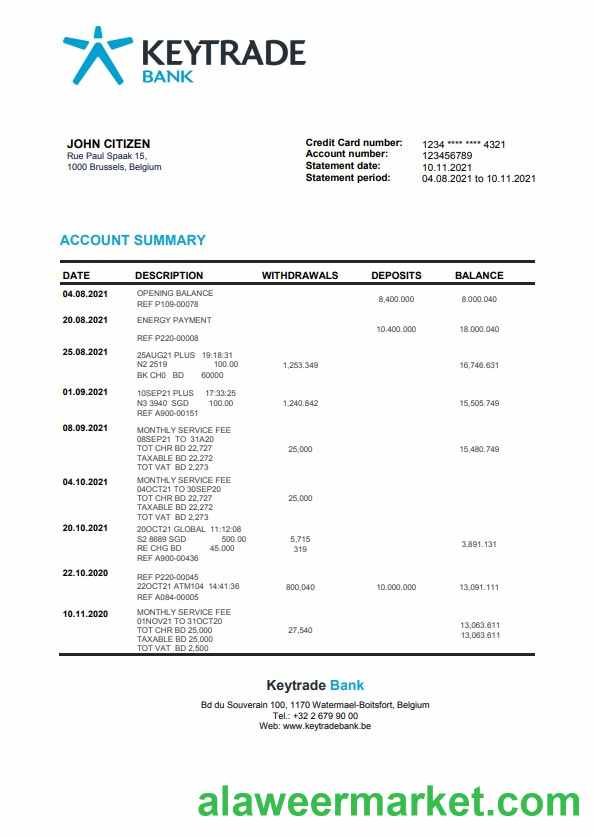 KEYTRADE
BANK
JOHN CITIZEN
Rue Paul Spaak 15,
1000 Brussels, Belgium
Credit Card number: 1234 **** **** 4321
Account number: 123456789
Statement date: 10.11.2021
Statement period: 04.08.2021 to 10.11.2021
ACCOUNT SUMMARY
DATE DESCRIPTION WITHDRAWALS DEPOSITS BALANCE
04.08.2021 OPENING BALANCE
8,400.000 8.000.040
REF P109-00078
20.08.2021 ENERGY PAYMENT
10.400.000 18.000.040
REF P220-00008
25.08.2021
25AUG21 PLUS 19:18:31
N2 2519 100.00 1,253.349 16,746.631
BK CH0 BD 60000
01.09.2021 10SEP21 PLUS 17:33:25
N3 3940 SGD 100.00 1,240.842 15,505.749
REF A900-00151
08.09.2021 MONTHLY SERVICE FEE
08SEP21 TO 31A20
TOT CHR BD 22,727 25,000 15,480.749
TAXABLE BD 22,272
TOT VAT BD 2,273
04.10.2021 MONTHLY SERVICE FEE
04OCT21 TO 30SEP20
TOT CHR BD 22,727 25,000
TAXABLE BD 22,272
TOT VAT BD 2,273
20.10.2021 20OCT21 GLOBAL 11:12:08
S2 8689 SGD 500.00 5,715
RE CHG BD 45.000 319 3.891.131
REF A900-00436
22.10.2020 REF P220-00045
22OCT21 ATM104 14:41:36 800,040 10.000.000 13,091.111
REF A084-00005
10.11.2020 MONTHLY SERVICE FEE
01NOV21 TO 31OCT20 13,063.611
TOT CHR BD 25,000 27,540 13,063.611
TAXABLE BD 25,000
TOT VAT BD 2,500
Keytrade Bank
Bd du Souverain 100, 1170 Watermael-Boitsfort, Belgium
Tel.: +32 2 679 90 00
Web: www.keytradebank.be
alaweermarket.com